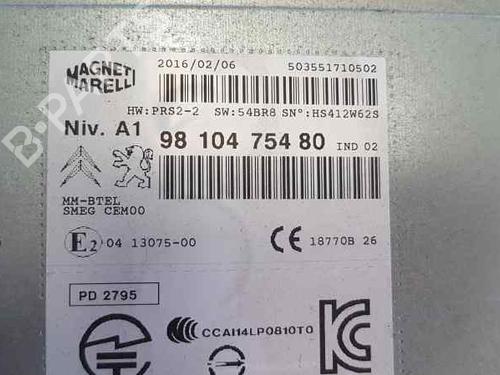 MAGNETI
MARELLI
2016/02/06
503551710502
HW:PRS2-2 SW:54BR8 SN°:HS412W62S
Niv. A1
98 104 754 80 IND 02
MM-BTEL
SMEG CEM00
E2 04 13075-00
CE 18770B 26
PD 2795
CCAI14LP0810T0
KC
B-PARTS